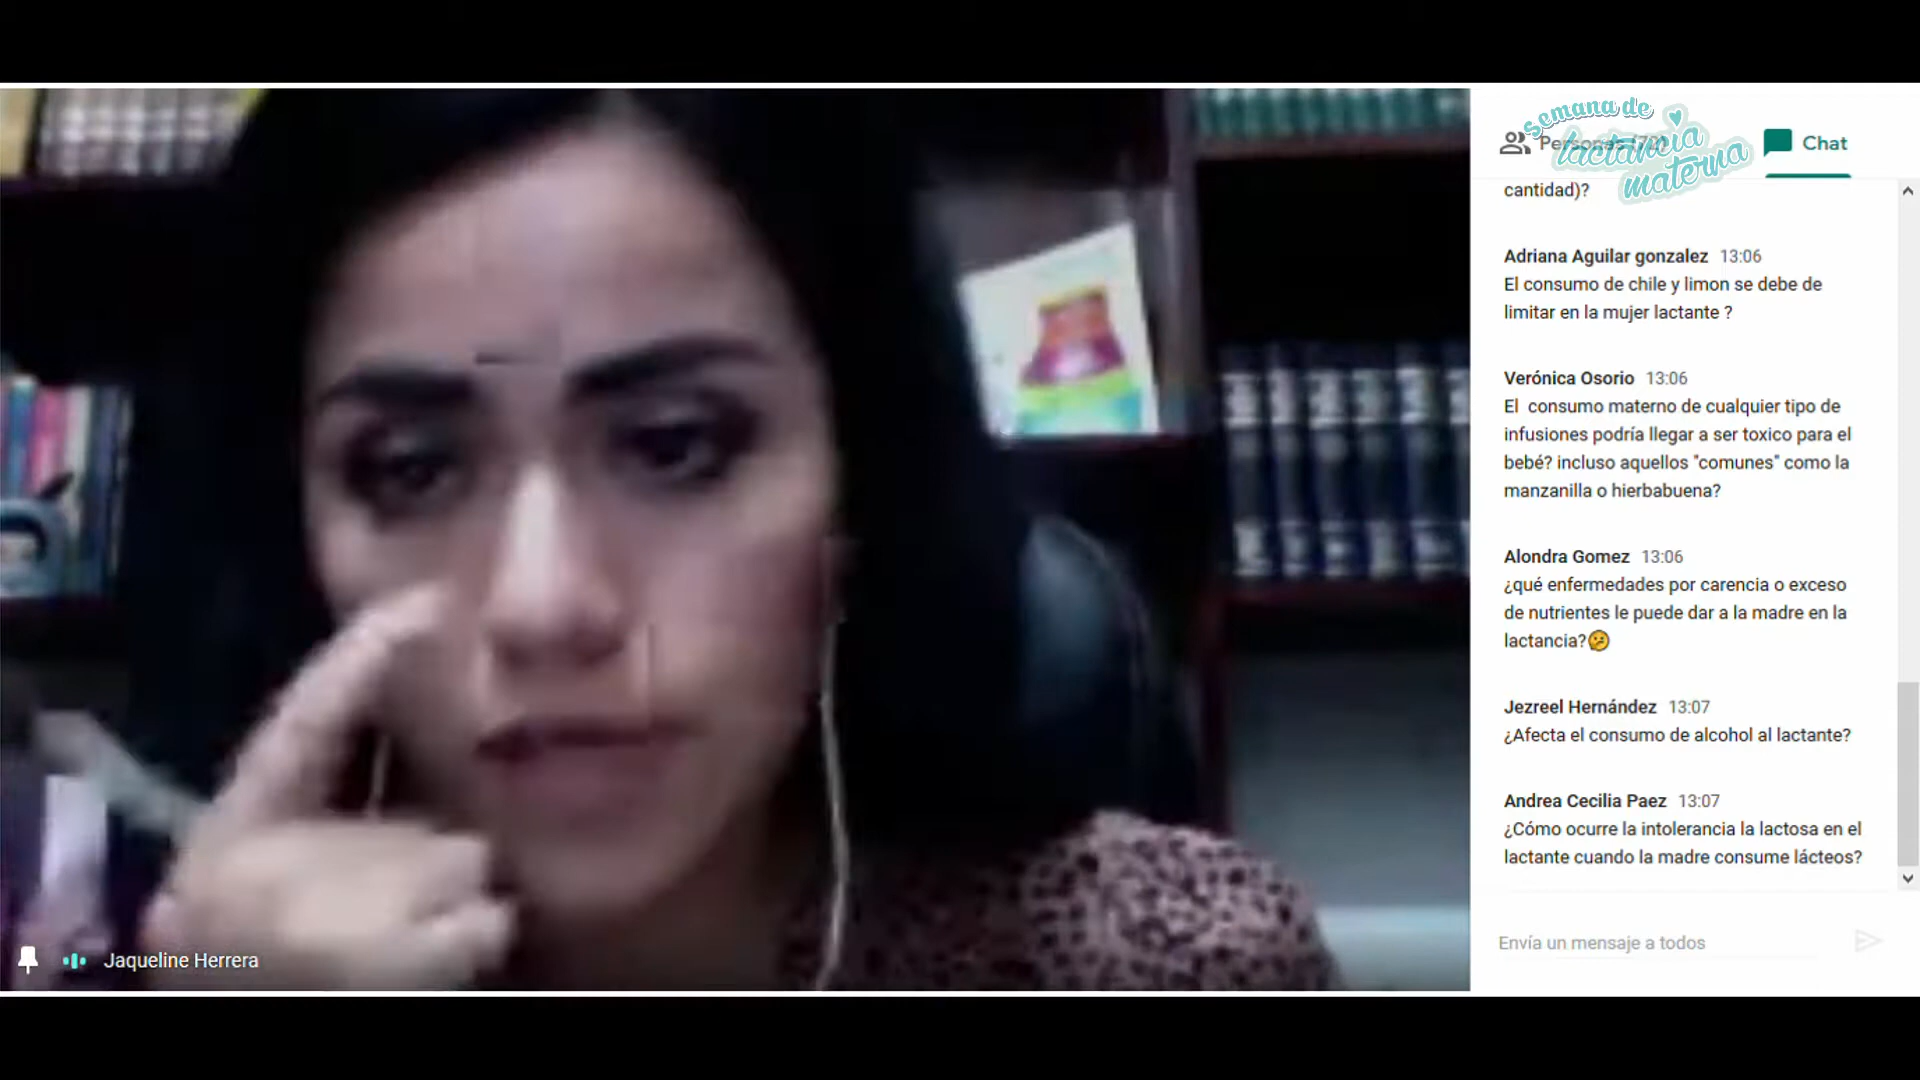 semana de
lactancia
materna
Personas
Chat
cantidad)?
Adriana Aguilar gonzalez 13:06
El consumo de chile y limon se debe de
limitar en la mujer lactante ?
Verónica Osorio 13:06
El consumo materno de cualquier tipo de
infusiones podría llegar a ser toxico para el
bebé? incluso aquellos "comunes" como la
manzanilla o hierbabuena?
Alondra Gomez 13:06
¿qué enfermedades por carencia o exceso
de nutrientes le puede dar a la madre en la
lactancia?🫤
Jezreel Hernández 13:07
¿Afecta el consumo de alcohol al lactante?
Andrea Cecilia Paez 13:07
¿Cómo ocurre la intolerancia la lactosa en el
lactante cuando la madre consume lácteos?
Envía un mensaje a todos
Jaqueline Herrera